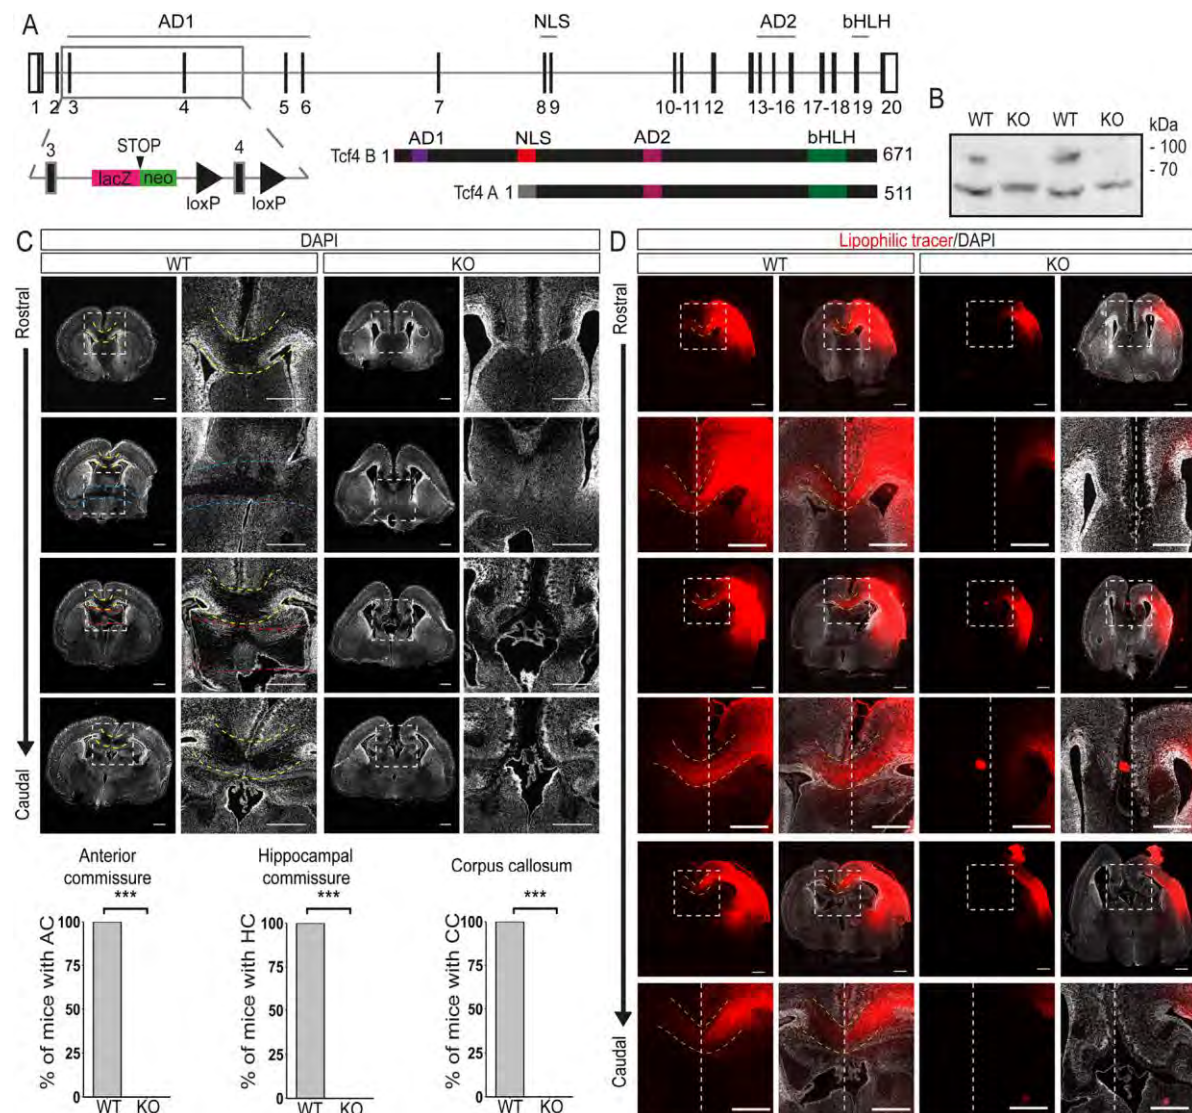 A
AD1
NLS
AD2
bHLH
1 2 3 4 5 6 7 8 9 10-11 12 13-16 17-18 19 20
3
STOP
4
lacZ neo
loxP loxP
AD1 NLS AD2 bHLH
Tcf4 B 1 671
Tcf4 A 1 511
B
WT KO WT KO
kDa
- 100
- 70
C
DAPI
WT KO
Rostral
Caudal
Anterior
commissure
***
% of mice with AC
100
75
50
25
0
WT KO
Hippocampal
commissure
***
% of mice with HC
100
75
50
25
0
WT KO
Corpus callosum
***
% of mice with CC
100
75
50
25
0
WT KO
D
Lipophilic tracer/DAPI
WT KO
Rostral
Caudal